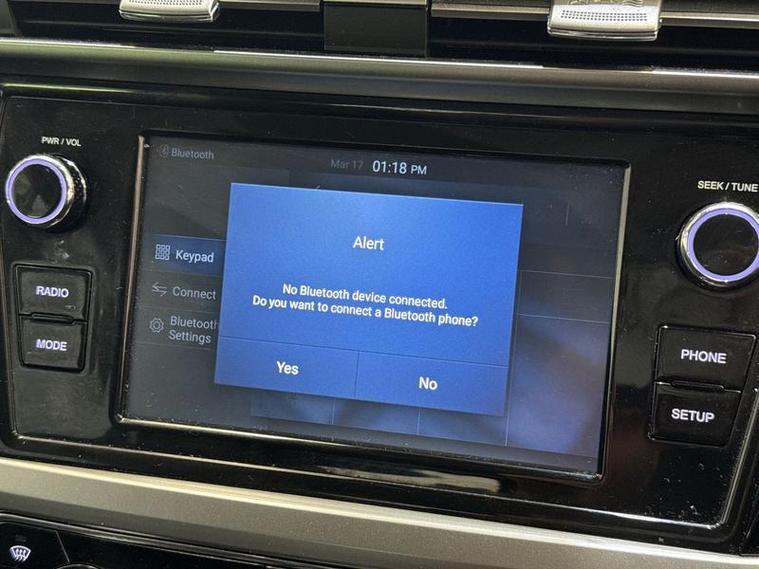 PWR / VOL
Bluetooth
Mar 17 01:18 PM
SEEK / TUNE
Alert
Keypad
No Bluetooth device connected.
Do you want to connect a Bluetooth phone?
Connect
Bluetooth
Settings
Yes
No
RADIO
MODE
PHONE
SETUP